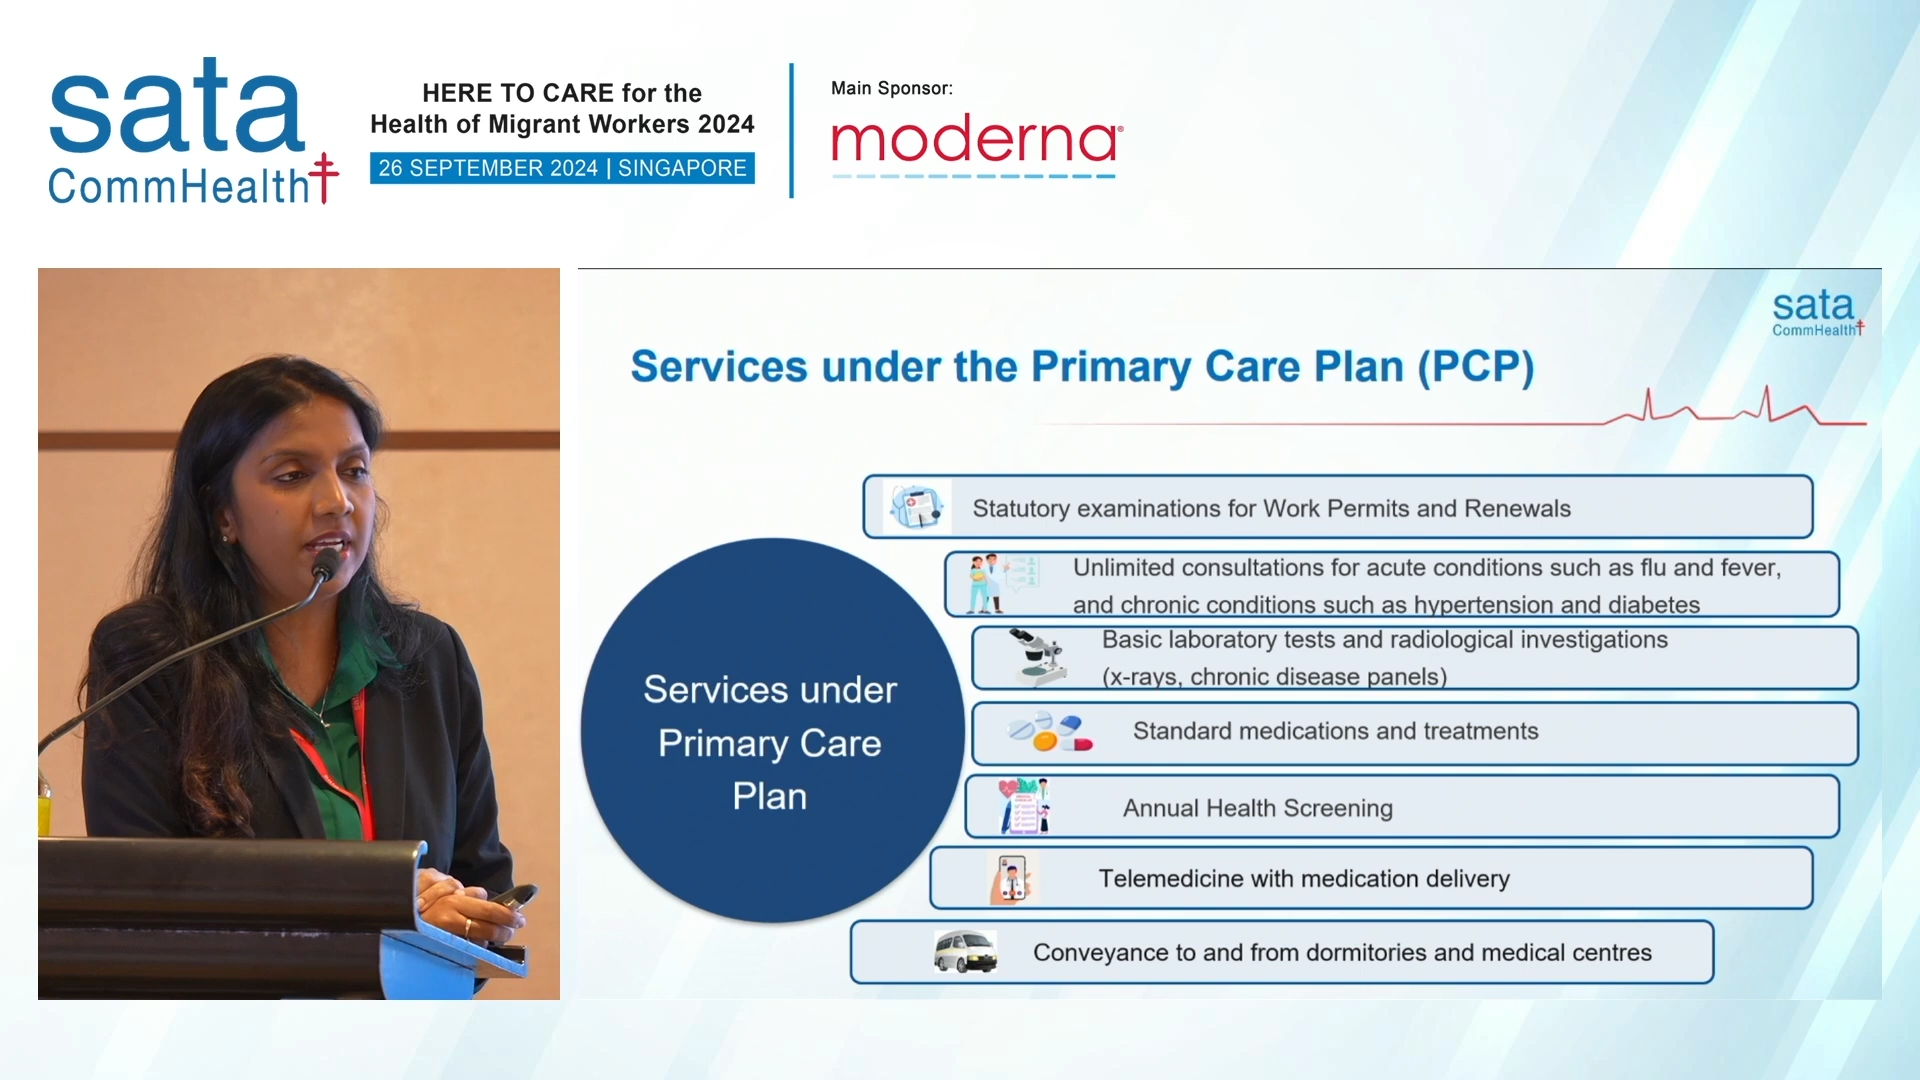 sata
CommHealth
HERE TO CARE for the
Health of Migrant Workers 2024
26 SEPTEMBER 2024 | SINGAPORE
Main Sponsor:
moderna®
sata
CommHealth
Services under the Primary Care Plan (PCP)
Services under
Primary Care
Plan
Statutory examinations for Work Permits and Renewals
Unlimited consultations for acute conditions such as flu and fever,
and chronic conditions such as hypertension and diabetes
Basic laboratory tests and radiological investigations
(x-rays, chronic disease panels)
Standard medications and treatments
Annual Health Screening
Telemedicine with medication delivery
Conveyance to and from dormitories and medical centres